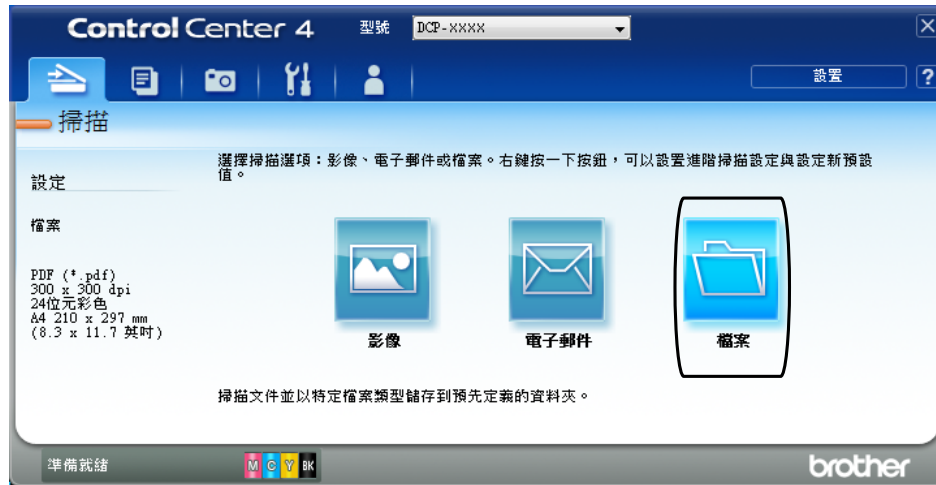 Control Center 4
型號
DCP-XXXX
設置
?
掃描
選擇掃描選項：影像、電子郵件或檔案。右鍵按一下按鈕，可以設置進階掃描設定與設定新預設
值。
設定
檔案
PDF (*.pdf)
300 x 300 dpi
24位元彩色
A4 210 x 297 mm
(8.3 x 11.7 英吋)
影像
電子郵件
檔案
掃描文件並以特定檔案類型儲存到預先定義的資料夾。
準備就緒
M C Y BK
brother